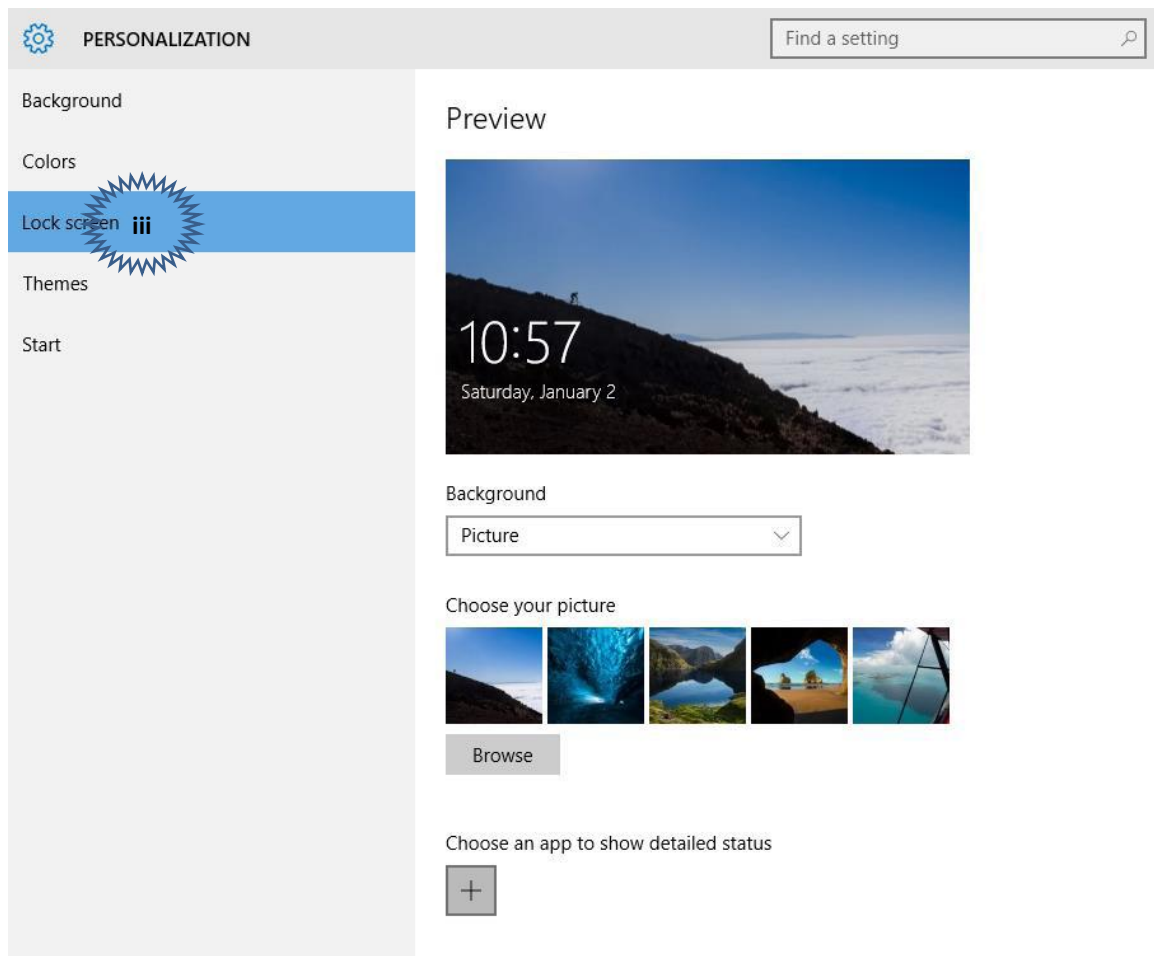 PERSONALIZATION
Find a setting
Background
Colors
Lock screen iii
Themes
Start
Preview
10:57
Saturday, January 2
Background
Picture
Choose your picture
Browse
Choose an app to show detailed status